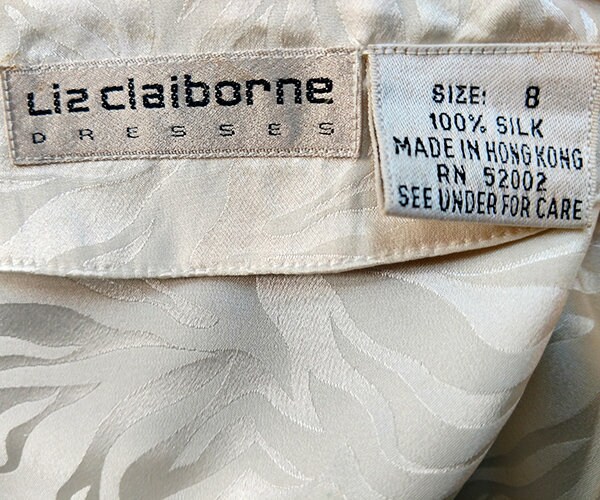 Liz claiborne
DRESSES
SIZE: 8
100% SILK
MADE IN HONG KONG
RN 52002
SEE UNDER FOR CARE